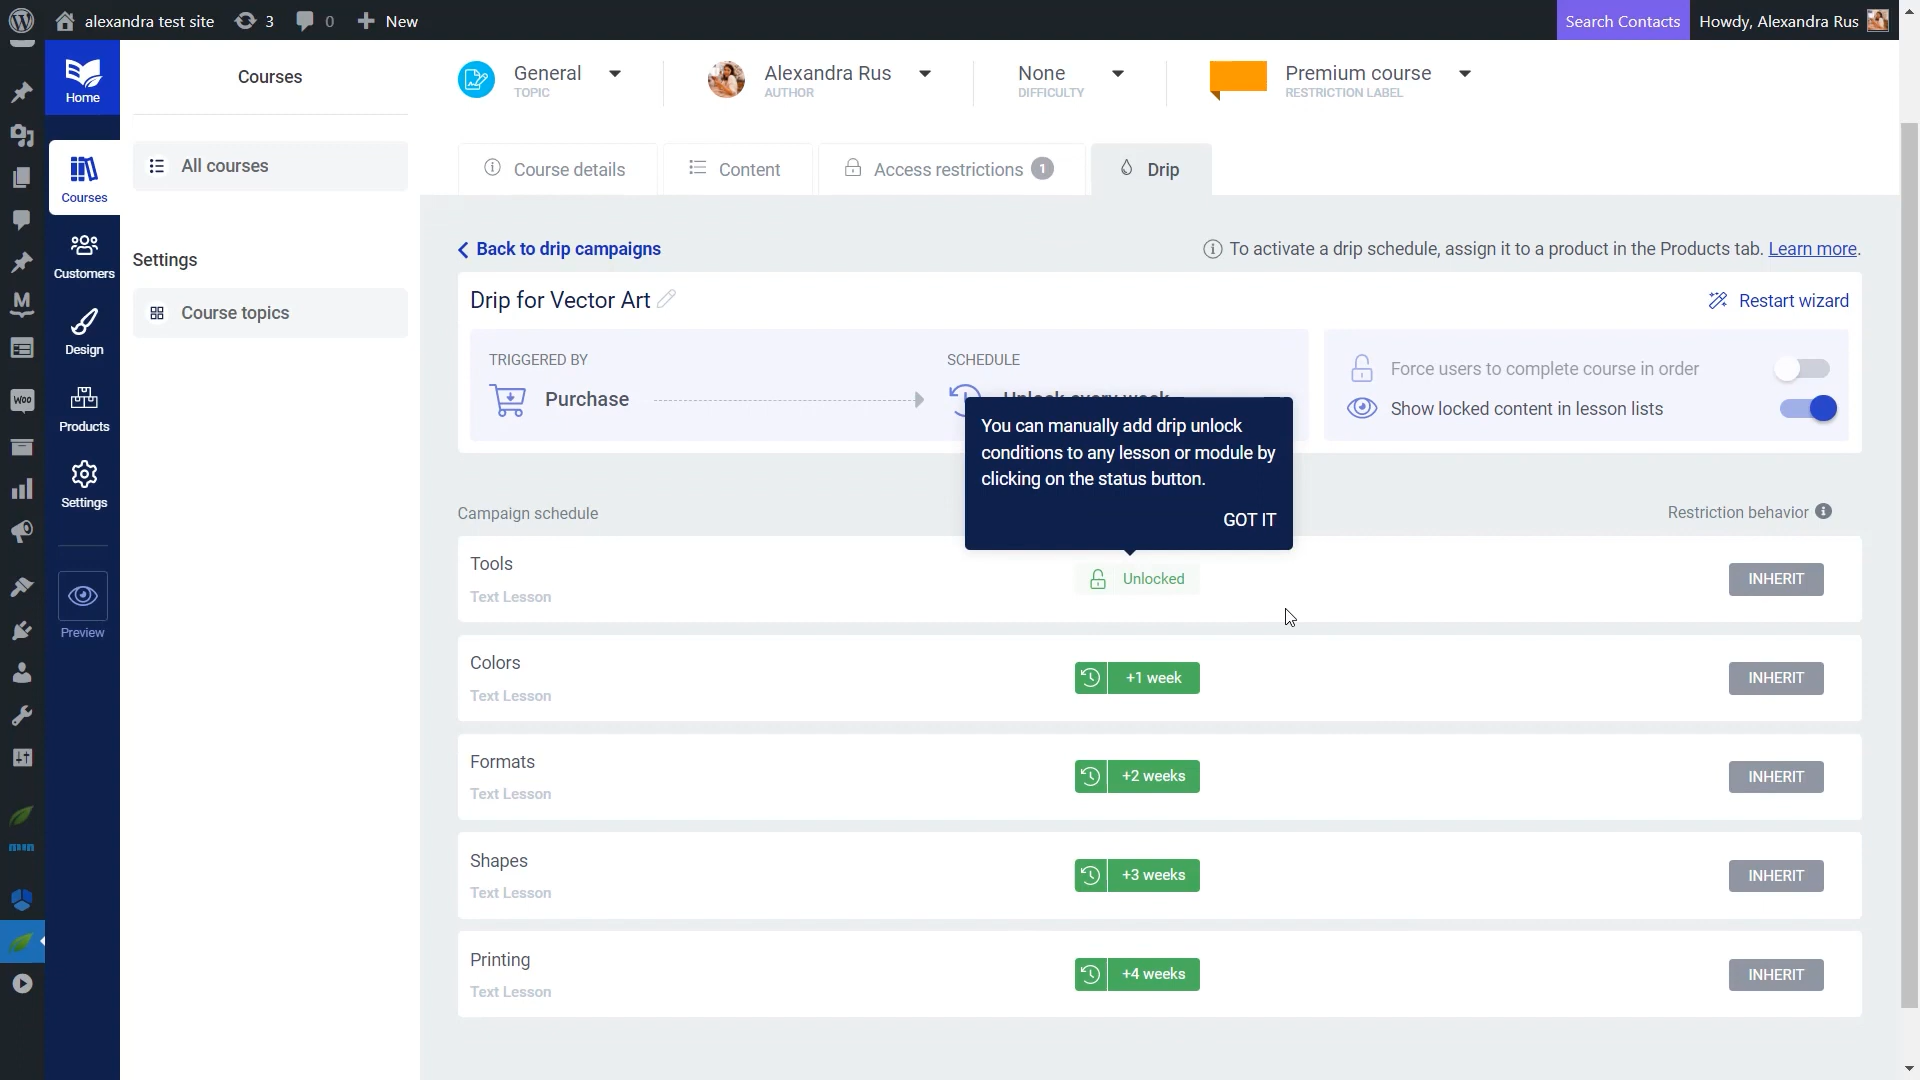 alexandra test site
3
0
New
Search Contacts
Howdy, Alexandra Rus
Home
Courses
Customers
Design
Products
Settings
Preview
M
WOO
Courses
All courses
Settings
Course topics
General
TOPIC
Alexandra Rus
AUTHOR
None
DIFFICULTY
Premium course
RESTRICTION LABEL
Course details
Content
Access restrictions 1
Drip
Back to drip campaigns
To activate a drip schedule, assign it to a product in the Products tab. Learn more.
Drip for Vector Art
Restart wizard
TRIGGERED BY
Purchase
SCHEDULE
Unlock every week
Force users to complete course in order
Show locked content in lesson lists
You can manually add drip unlock
conditions to any lesson or module by
clicking on the status button.
GOT IT
Campaign schedule
Restriction behavior
Tools
Text Lesson
Unlocked
INHERIT
Colors
Text Lesson
+1 week
INHERIT
Formats
Text Lesson
+2 weeks
INHERIT
Shapes
Text Lesson
+3 weeks
INHERIT
Printing
Text Lesson
+4 weeks
INHERIT